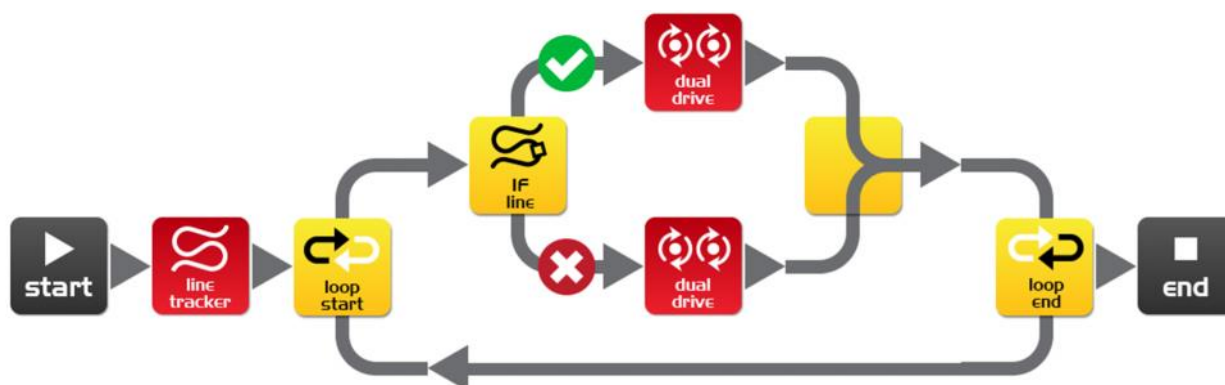 dual
drive
IF
line
start
line
tracker
loop
start
dual
drive
loop
end
end